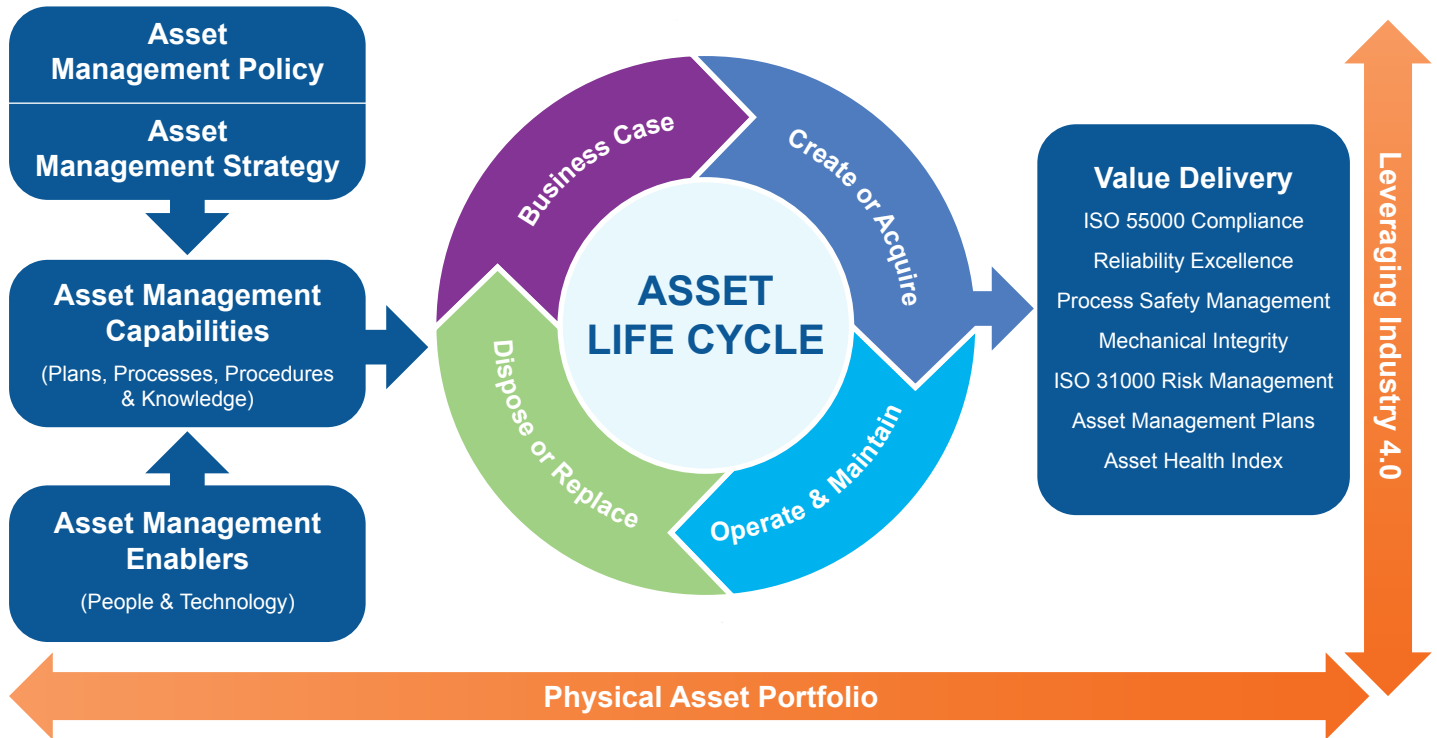 Asset
Management Policy
Asset
Management Strategy
Asset Management
Capabilities
(Plans, Processes, Procedures
& Knowledge)
Asset Management
Enablers
(People & Technology)
Business Case
Create or Acquire
Operate & Maintain
Dispose or Replace
ASSET
LIFE CYCLE
Value Delivery
ISO 55000 Compliance
Reliability Excellence
Process Safety Management
Mechanical Integrity
ISO 31000 Risk Management
Asset Management Plans
Asset Health Index
Leveraging Industry 4.0
Physical Asset Portfolio